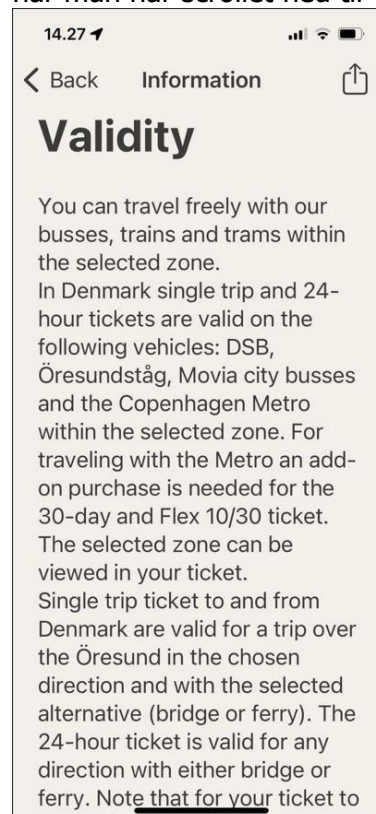 14.27
Back Information
Validity
You can travel freely with our
busses, trains and trams within
the selected zone.
In Denmark single trip and 24-
hour tickets are valid on the
following vehicles: DSB,
Öresundståg, Movia city busses
and the Copenhagen Metro
within the selected zone. For
traveling with the Metro an add-
on purchase is needed for the
30-day and Flex 10/30 ticket.
The selected zone can be
viewed in your ticket.
Single trip ticket to and from
Denmark are valid for a trip over
the Öresund in the chosen
direction and with the selected
alternative (bridge or ferry). The
24-hour ticket is valid for any
direction with either bridge or
ferry. Note that for your ticket to